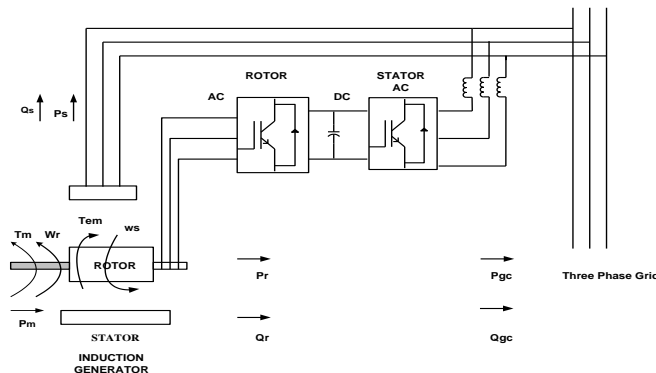 ROTOR
STATOR
AC
AC
DC
Qs
Ps
Tm
Wr
Tem
ws
ROTOR
Pr
Pgc
Three Phase Grid
Pm
STATOR
Qr
Qgc
INDUCTION
GENERATOR